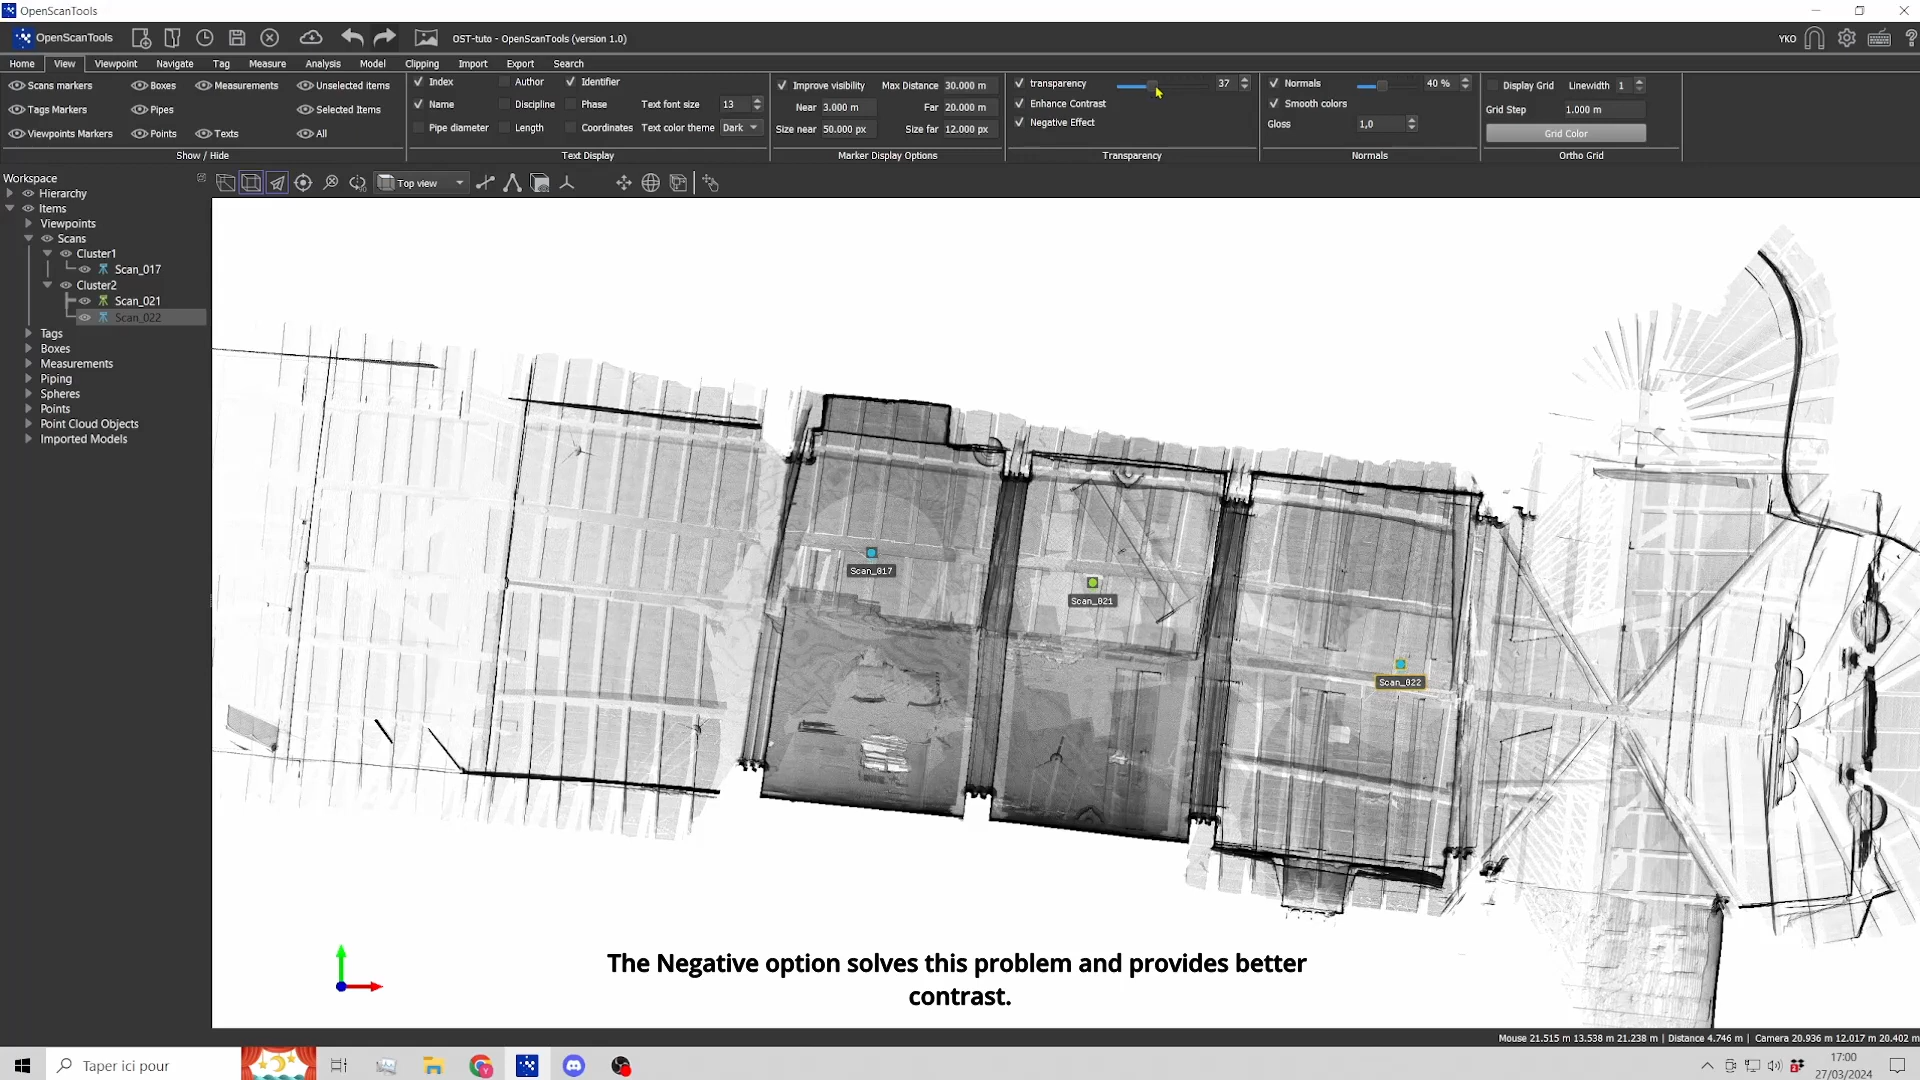 OpenScanTools
OpenScanTools
OST-tuto - OpenScanTools (version 1.0)
YKO
Home View Viewpoint Navigate Tag Measure Analysis Model Clipping Import Export Search
Scans markers Boxes Measurements Unselected items
Tags Markers Pipes Selected Items
Viewpoints Markers Points Texts All
Show / Hide
Index Author Identifier
Name Discipline Phase Text font size 13
Pipe diameter Length Coordinates Text color theme Dark
Text Display
Improve visibility Max Distance 30.000 m
Near 3.000 m Far 20.000 m
Size near 50.000 px Size far 12.000 px
Marker Display Options
transparency 37
Enhance Contrast
Negative Effect
Transparency
Normals 40 %
Smooth colors
Gloss 1,0
Normals
Display Grid Linewidth 1
Grid Step 1.000 m
Grid Color
Ortho Grid
Top view
Workspace
Hierarchy
Items
Viewpoints
Scans
Cluster1
Scan_017
Cluster2
Scan_021
Scan_022
Tags
Boxes
Measurements
Piping
Spheres
Points
Point Cloud Objects
Imported Models
Scan_017
Scan_021
Scan_022
The Negative option solves this problem and provides better
contrast.
Mouse 21.515 m 13.538 m 21.238 m | Distance 4.746 m | Camera 20.936 m 12.017 m 20.402 m
Taper ici pour
17:00
27/03/2024